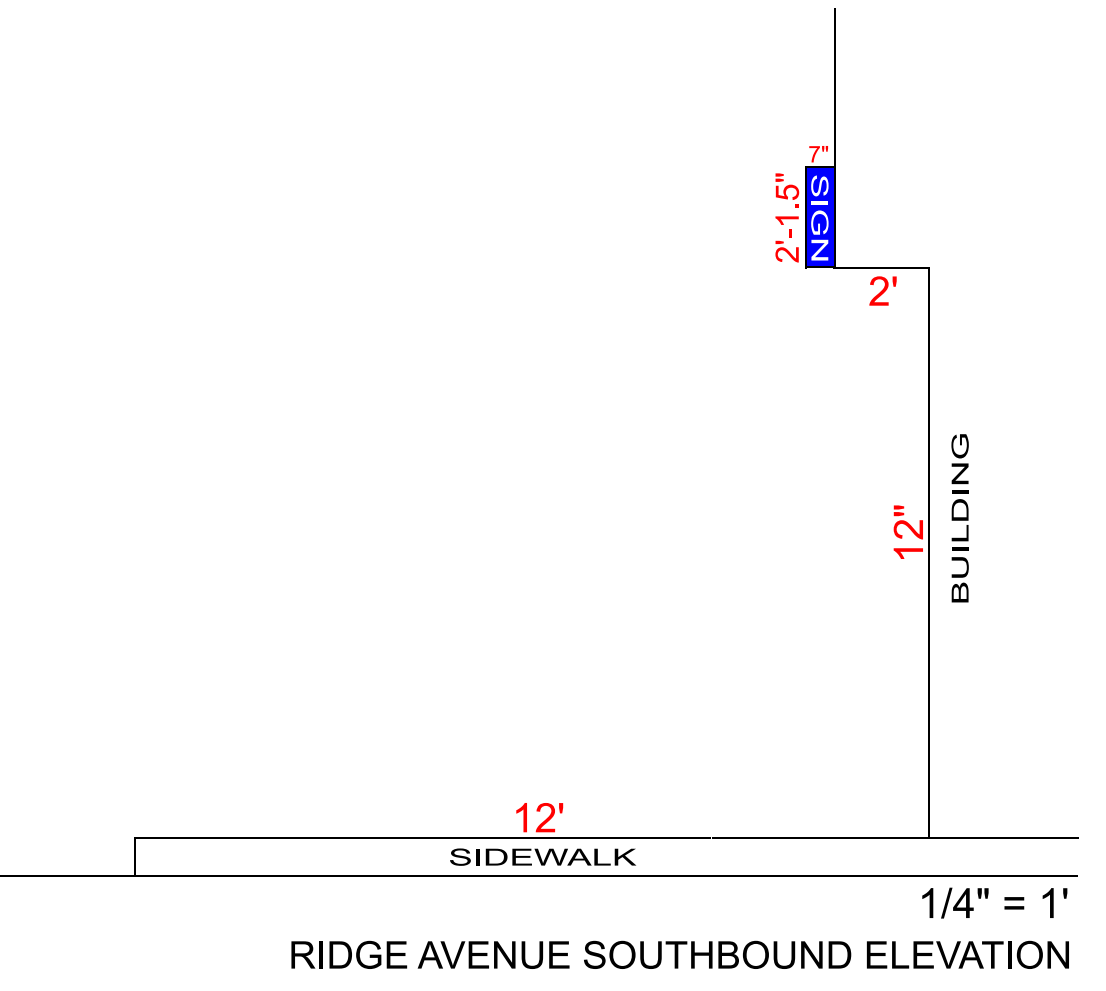 7"
SIGN
2'-1.5"
2'
BUILDING
12"
12'
SIDEWALK
1/4" = 1'
RIDGE AVENUE SOUTHBOUND ELEVATION